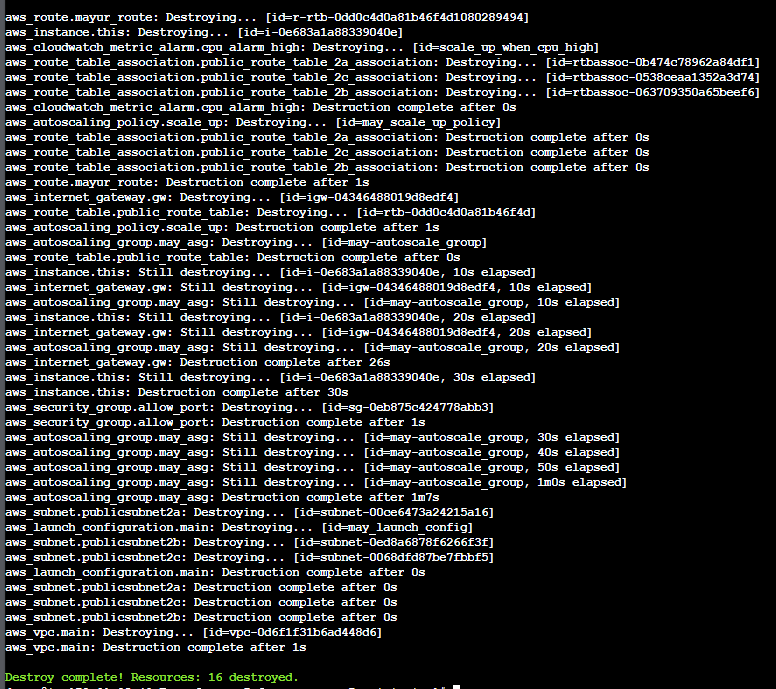 aws_route.mayur_route: Destroying... [id=r-rtb-0dd0c4d0a81b46f4d1080289494]
aws_instance.this: Destroying... [id=i-0e683a1a88339040e]
aws_cloudwatch_metric_alarm.cpu_alarm_high: Destroying... [id=scale_up_when_cpu_high]
aws_route_table_association.public_route_table_2a_association: Destroying... [id=rtbassoc-0b474c78962a84df1]
aws_route_table_association.public_route_table_2c_association: Destroying... [id=rtbassoc-0538ceaa1352a3d74]
aws_route_table_association.public_route_table_2b_association: Destroying... [id=rtbassoc-063709350a65beef6]
aws_cloudwatch_metric_alarm.cpu_alarm_high: Destruction complete after 0s
aws_autoscaling_policy.scale_up: Destroying... [id=may_scale_up_policy]
aws_route_table_association.public_route_table_2a_association: Destruction complete after 0s
aws_route_table_association.public_route_table_2c_association: Destruction complete after 0s
aws_route_table_association.public_route_table_2b_association: Destruction complete after 0s
aws_route.mayur_route: Destruction complete after 1s
aws_internet_gateway.gw: Destroying... [id=igw-04346488019d8edf4]
aws_route_table.public_route_table: Destroying... [id=rtb-0dd0c4d0a81b46f4d]
aws_autoscaling_policy.scale_up: Destruction complete after 1s
aws_autoscaling_group.may_asg: Destroying... [id=may-autoscale_group]
aws_route_table.public_route_table: Destruction complete after 0s
aws_instance.this: Still destroying... [id=i-0e683a1a88339040e, 10s elapsed]
aws_internet_gateway.gw: Still destroying... [id=igw-04346488019d8edf4, 10s elapsed]
aws_autoscaling_group.may_asg: Still destroying... [id=may-autoscale_group, 10s elapsed]
aws_instance.this: Still destroying... [id=i-0e683a1a88339040e, 20s elapsed]
aws_internet_gateway.gw: Still destroying... [id=igw-04346488019d8edf4, 20s elapsed]
aws_autoscaling_group.may_asg: Still destroying... [id=may-autoscale_group, 20s elapsed]
aws_internet_gateway.gw: Destruction complete after 26s
aws_instance.this: Still destroying... [id=i-0e683a1a88339040e, 30s elapsed]
aws_instance.this: Destruction complete after 30s
aws_security_group.allow_port: Destroying... [id=sg-0eb875c424778abb3]
aws_security_group.allow_port: Destruction complete after 1s
aws_autoscaling_group.may_asg: Still destroying... [id=may-autoscale_group, 30s elapsed]
aws_autoscaling_group.may_asg: Still destroying... [id=may-autoscale_group, 40s elapsed]
aws_autoscaling_group.may_asg: Still destroying... [id=may-autoscale_group, 50s elapsed]
aws_autoscaling_group.may_asg: Still destroying... [id=may-autoscale_group, 1m0s elapsed]
aws_autoscaling_group.may_asg: Destruction complete after 1m7s
aws_subnet.publicsubnet2a: Destroying... [id=subnet-00ce6473a24215a16]
aws_launch_configuration.main: Destroying... [id=may_launch_config]
aws_subnet.publicsubnet2b: Destroying... [id=subnet-0ed8a6878f6266f3f]
aws_subnet.publicsubnet2c: Destroying... [id=subnet-0068dfd87be7fbbf5]
aws_launch_configuration.main: Destruction complete after 0s
aws_subnet.publicsubnet2a: Destruction complete after 0s
aws_subnet.publicsubnet2c: Destruction complete after 0s
aws_subnet.publicsubnet2b: Destruction complete after 0s
aws_vpc.main: Destroying... [id=vpc-0d6f1f31b6ad448d6]
aws_vpc.main: Destruction complete after 1s
Destroy complete! Resources: 16 destroyed.